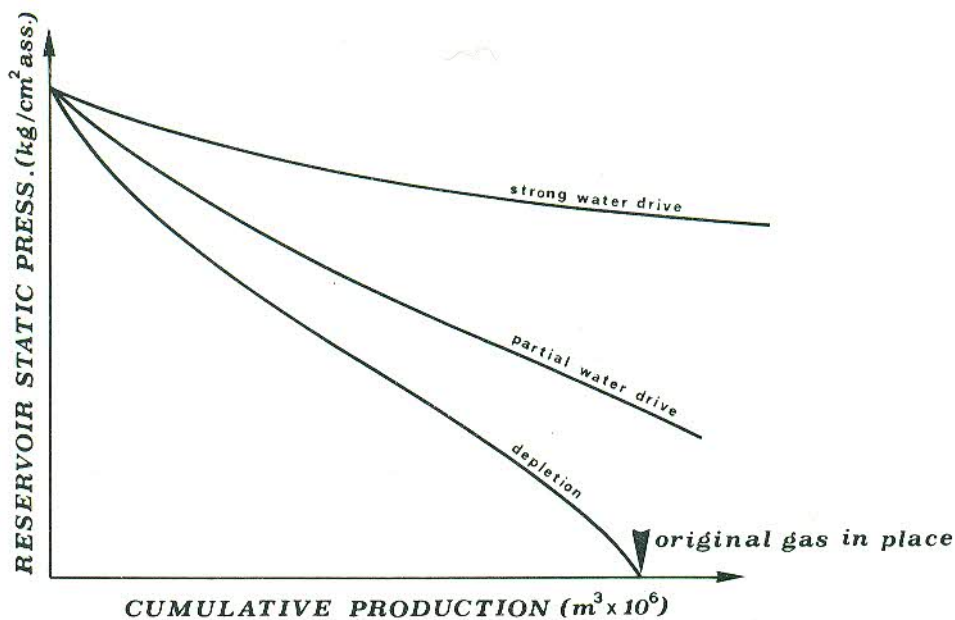 RESERVOIR STATIC PRESS. (kg/cm² ass.)
strong water drive
partial water drive
depletion
original gas in place
CUMULATIVE PRODUCTION (m³ x 10⁶)